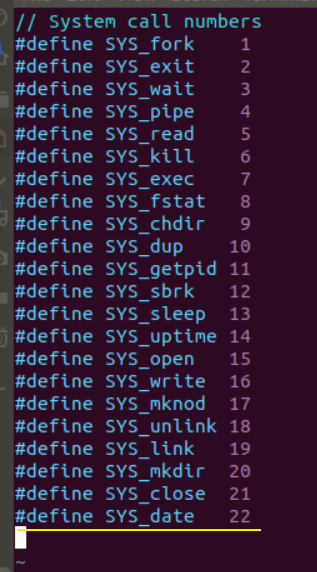 // System call numbers
#define SYS_fork    1
#define SYS_exit    2
#define SYS_wait    3
#define SYS_pipe    4
#define SYS_read    5
#define SYS_kill    6
#define SYS_exec    7
#define SYS_fstat   8
#define SYS_chdir   9
#define SYS_dup    10
#define SYS_getpid 11
#define SYS_sbrk   12
#define SYS_sleep  13
#define SYS_uptime 14
#define SYS_open   15
#define SYS_write  16
#define SYS_mknod  17
#define SYS_unlink 18
#define SYS_link   19
#define SYS_mkdir  20
#define SYS_close  21
#define SYS_date   22
~